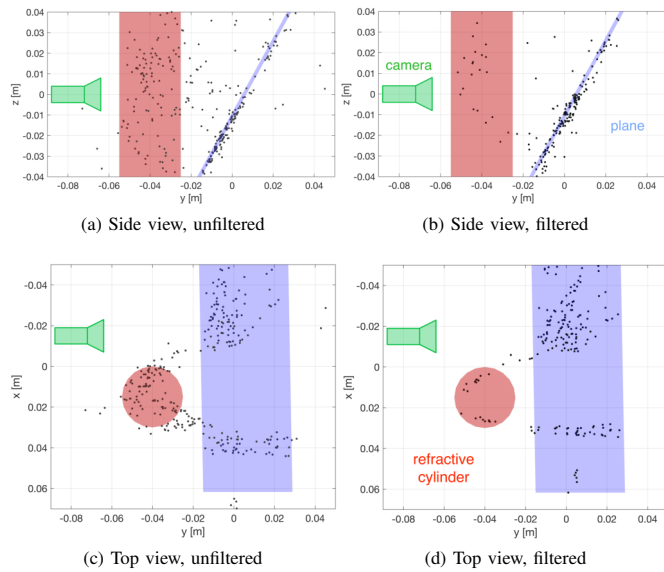 0.04
0.03
0.02
0.01
0
-0.01
-0.02
-0.03
-0.04
z [m]
-0.08 -0.06 -0.04 -0.02 0 0.02 0.04
y [m]
(a) Side view, unfiltered
0.04
0.03
0.02
0.01
0
-0.01
-0.02
-0.03
-0.04
z [m]
camera
plane
-0.08 -0.06 -0.04 -0.02 0 0.02 0.04
y [m]
(b) Side view, filtered
-0.04
-0.02
0
0.02
0.04
0.06
x [m]
-0.08 -0.06 -0.04 -0.02 0 0.02 0.04
y [m]
(c) Top view, unfiltered
-0.04
-0.02
0
0.02
0.04
0.06
x [m]
refractive
cylinder
-0.08 -0.06 -0.04 -0.02 0 0.02 0.04
y [m]
(d) Top view, filtered